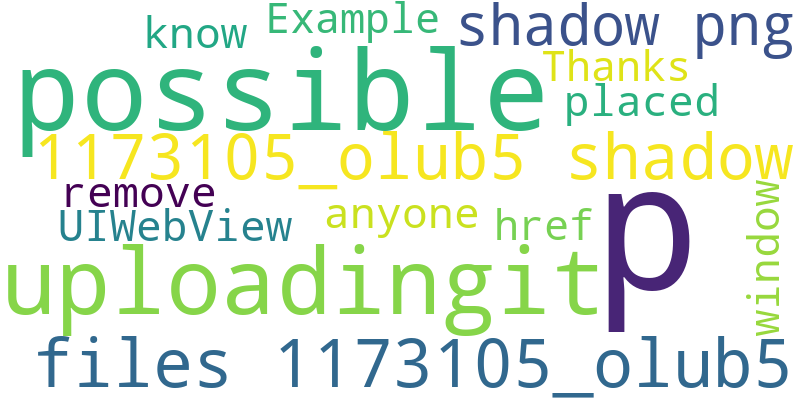 know Example shadow png
possible Thanks
placed
1173105_olub5 shadow
remove p
UIWebView anyone href
window
uploadingit
files 1173105_olub5